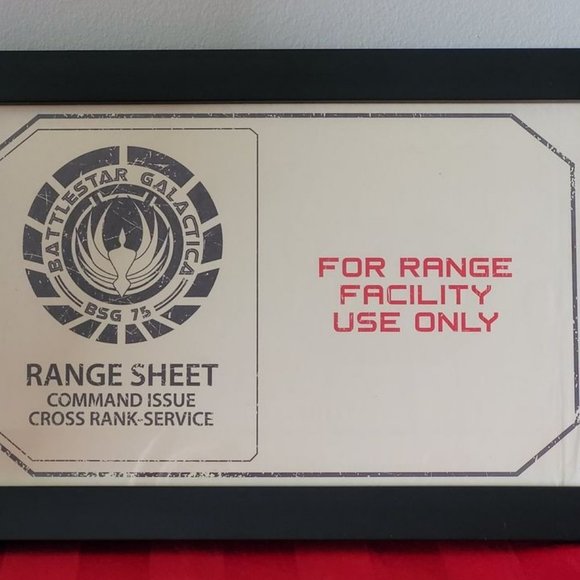 BATTLESTAR GALACTICA
BSG 75
RANGE SHEET
COMMAND ISSUE
CROSS RANK-SERVICE
FOR RANGE
FACILITY
USE ONLY